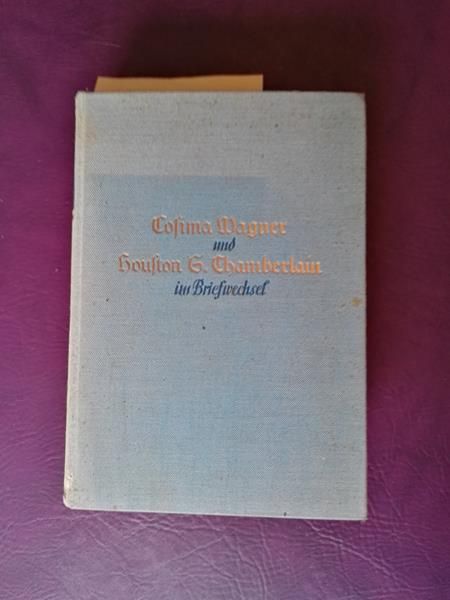 Cosima Wagner
und
Houston S. Chamberlain
im Briefwechsel